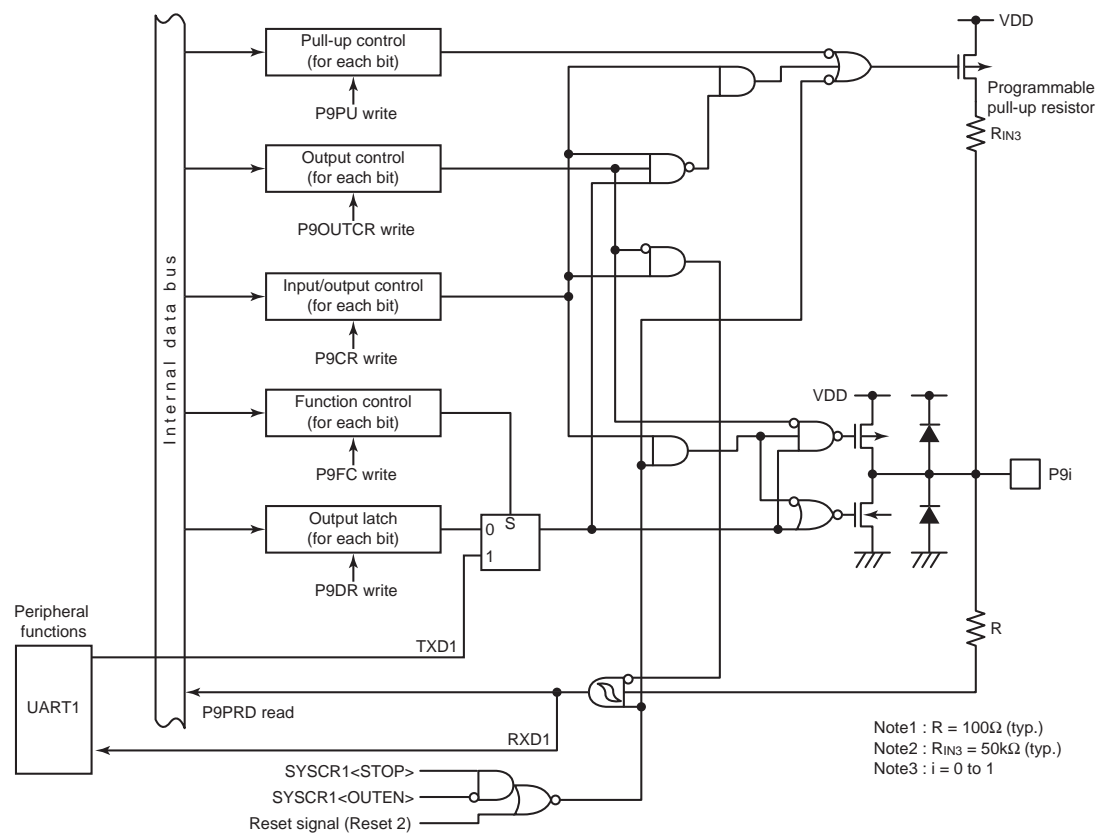 VDD
Pull-up control
(for each bit)
P9PU write
Programmable
pull-up resistor
RIN3
Output control
(for each bit)
P9OUTCR write
Internal data bus
Input/output control
(for each bit)
P9CR write
Function control
(for each bit)
P9FC write
VDD
P9i
Output latch
(for each bit)
P9DR write
S
0
1
Peripheral
functions
TXD1
R
UART1
P9PRD read
RXD1
Note1 : R = 100Ω (typ.)
Note2 : RIN3 = 50kΩ (typ.)
Note3 : i = 0 to 1
SYSCR1<STOP>
SYSCR1<OUTEN>
Reset signal (Reset 2)